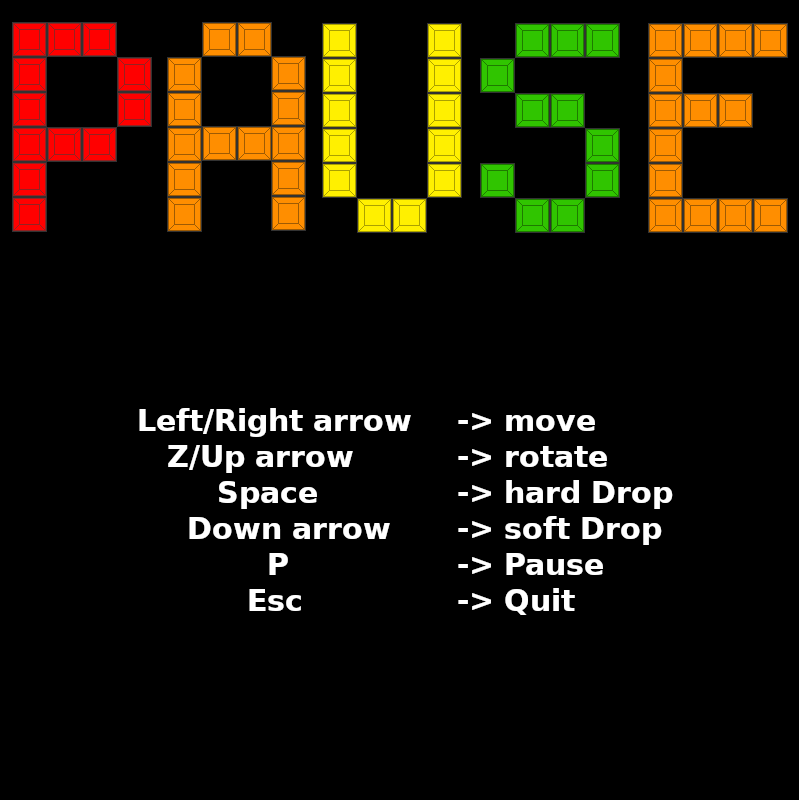 PAUSE
Left/Right arrow -> move
Z/Up arrow -> rotate
Space -> hard Drop
Down arrow -> soft Drop
P -> Pause
Esc -> Quit